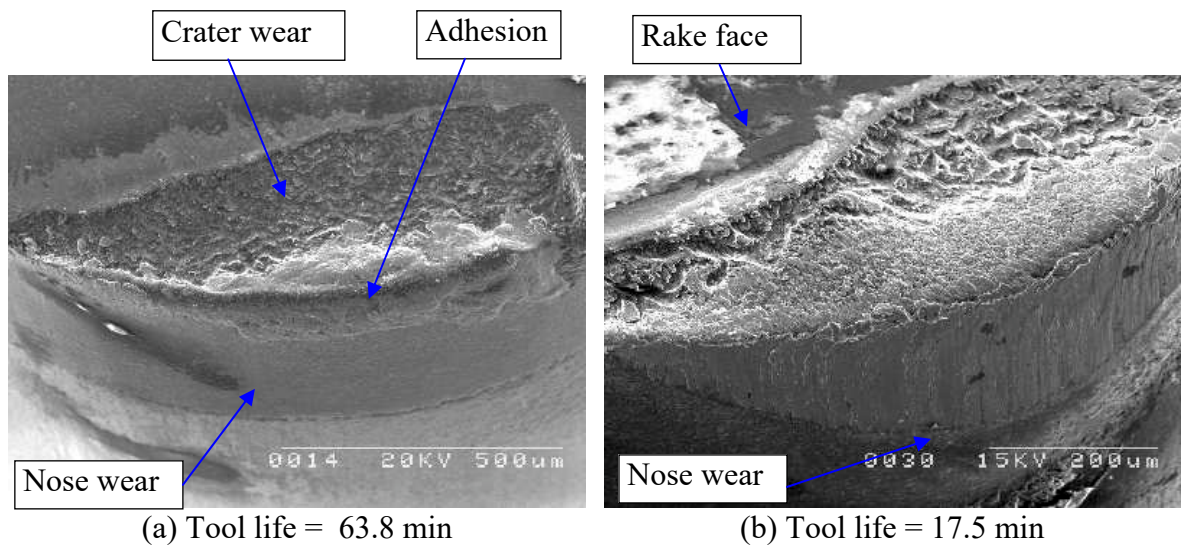 Crater wear
Adhesion
Rake face
0014 20KV 500um
0030 15KV 200um
Nose wear
Nose wear
(a) Tool life = 63.8 min
(b) Tool life = 17.5 min